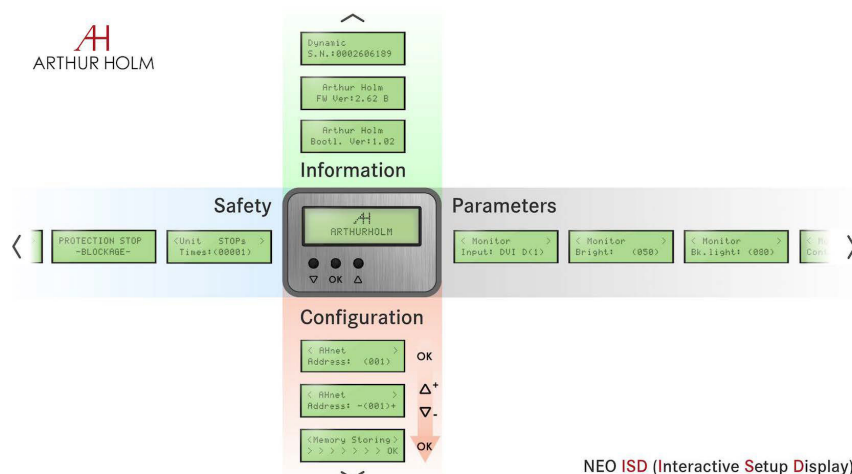 AH
ARTHUR HOLM
Dynamic
S.N.:0002606189
Arthur Holm
FW Ver:2.62 B
Arthur Holm
Bootl. Ver:1.02
Information
Safety
Parameters
PROTECTION STOP
-BLOCKAGE-
<Unit STOPs >
Times:(00001)
AH
ARTHURHOLM
▽ OK △
< Monitor >
Input: DVI D(1)
< Monitor >
Bright: (050)
< Monitor >
Bk.light: (080)
Configuration
< AHnet >
Address: (001)
OK
< AHnet >
Address: -(001)+
△+
▽-
<Memory Storing>
> > > > > > OK
OK
NEO ISD (Interactive Setup Display)